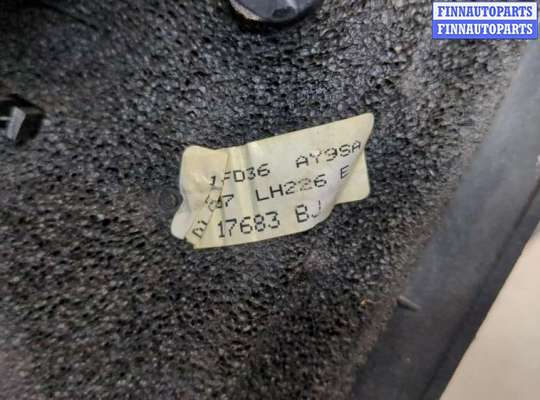 FINNAUTOPARTS
FINNAUTOPARTS
1FD36 AY9SA
LH226 E
17683 BJ